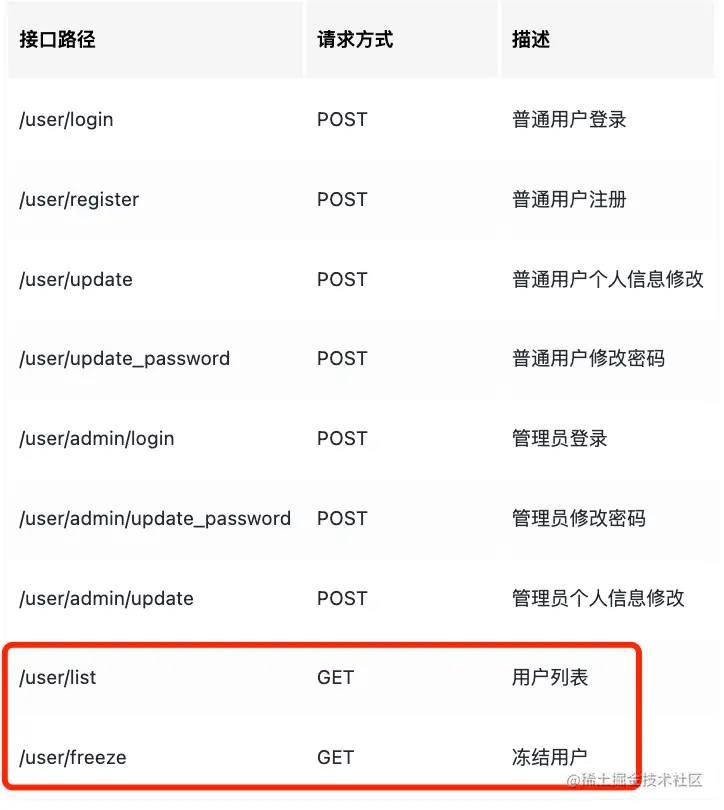 接口路径 请求方式 描述
/user/login POST 普通用户登录
/user/register POST 普通用户注册
/user/update POST 普通用户个人信息修改
/user/update_password POST 普通用户修改密码
/user/admin/login POST 管理员登录
/user/admin/update_password POST 管理员修改密码
/user/admin/update POST 管理员个人信息修改
/user/list GET 用户列表
/user/freeze GET 冻结用户
@稀土掘金技术社区